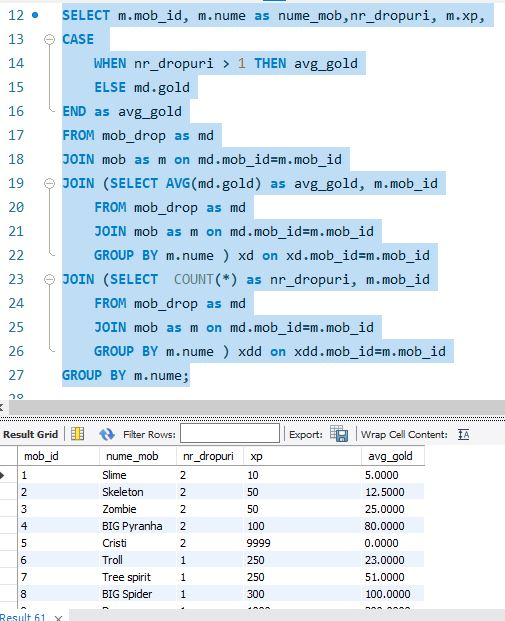 12 SELECT m.mob_id, m.nume as nume_mob,nr_dropuri, m.xp,
13 CASE
14 WHEN nr_dropuri > 1 THEN avg_gold
15 ELSE md.gold
16 END as avg_gold
17 FROM mob_drop as md
18 JOIN mob as m on md.mob_id=m.mob_id
19 JOIN (SELECT AVG(md.gold) as avg_gold, m.mob_id
20 FROM mob_drop as md
21 JOIN mob as m on md.mob_id=m.mob_id
22 GROUP BY m.nume ) xd on xd.mob_id=m.mob_id
23 JOIN (SELECT  COUNT(*) as nr_dropuri, m.mob_id
24 FROM mob_drop as md
25 JOIN mob as m on md.mob_id=m.mob_id
26 GROUP BY m.nume ) xdd on xdd.mob_id=m.mob_id
27 GROUP BY m.nume;
28
Result Grid Filter Rows: Export: Wrap Cell Content: IA
mob_id nume_mob nr_dropuri xp avg_gold
1 Slime 2 10 5.0000
2 Skeleton 2 50 12.5000
3 Zombie 2 50 25.0000
4 BIG Pyranha 2 100 80.0000
5 Cristi 2 9999 0.0000
6 Troll 1 250 23.0000
7 Tree spirit 1 250 51.0000
8 BIG Spider 1 300 100.0000
Result 61 x